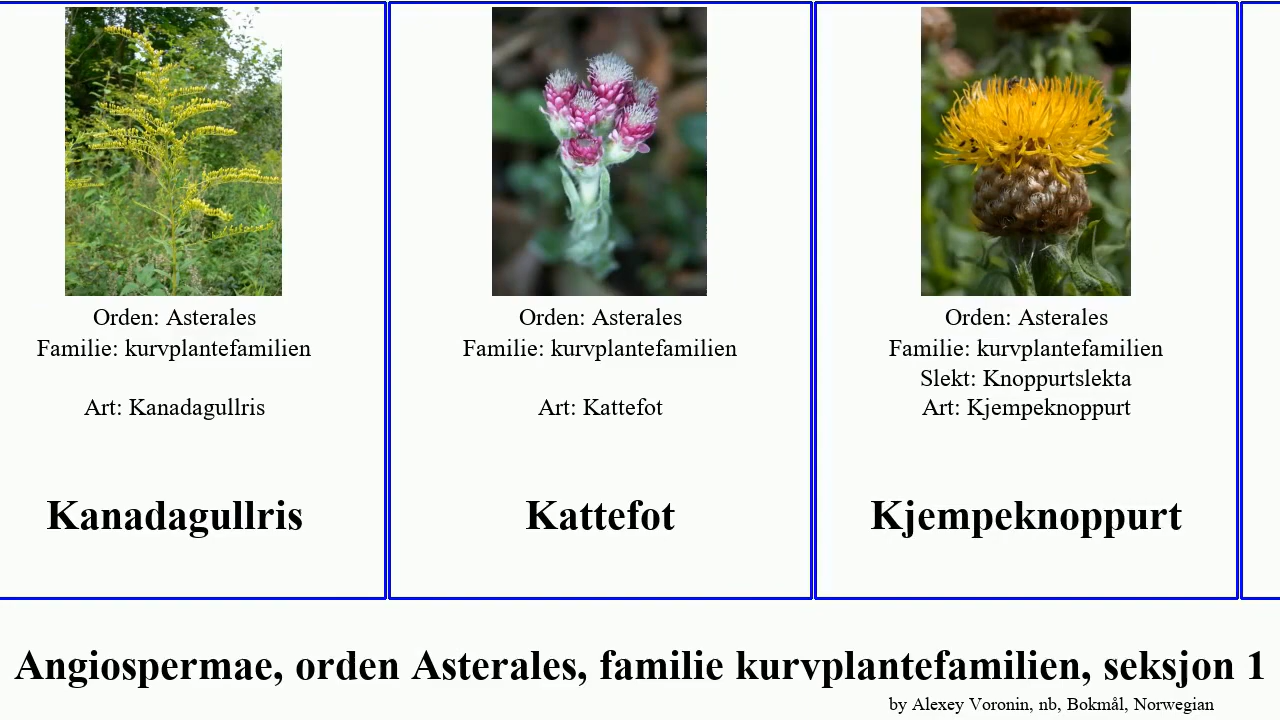 Orden: Asterales
Familie: kurvplantefamilien
Art: Kanadagullris
Kanadagullris
Orden: Asterales
Familie: kurvplantefamilien
Art: Kattefot
Kattefot
Orden: Asterales
Familie: kurvplantefamilien
Slekt: Knoppurtslekta
Art: Kjempeknoppurt
Kjempeknoppurt
Angiospermae, orden Asterales, familie kurvplantefamilien, seksjon 1
by Alexey Voronin, nb, Bokmål, Norwegian